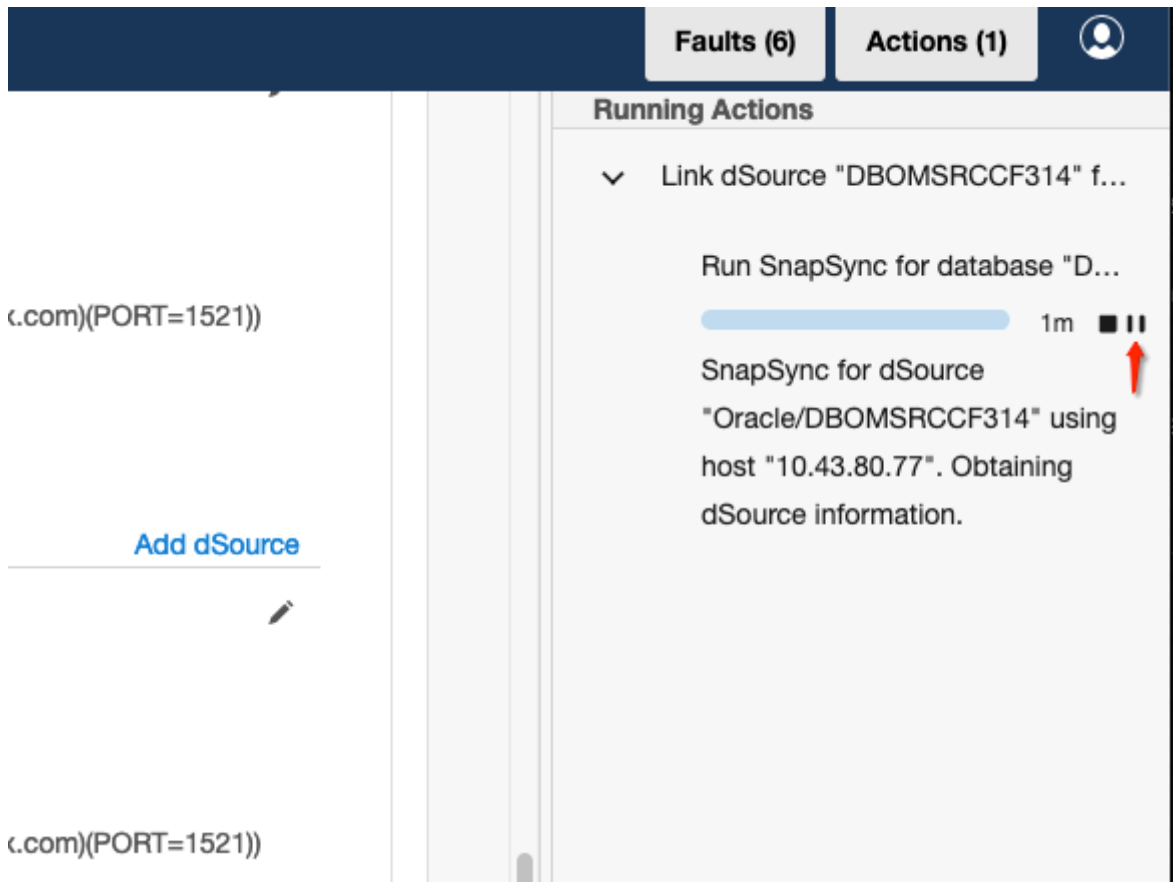 Faults (6)
Actions (1)
Running Actions
Link dSource "DBOMSRCCF314" f...
Run SnapSync for database "D...
1m
SnapSync for dSource
"Oracle/DBOMSRCCF314" using
host "10.43.80.77". Obtaining
dSource information.
.com)(PORT=1521))
Add dSource
.com)(PORT=1521))